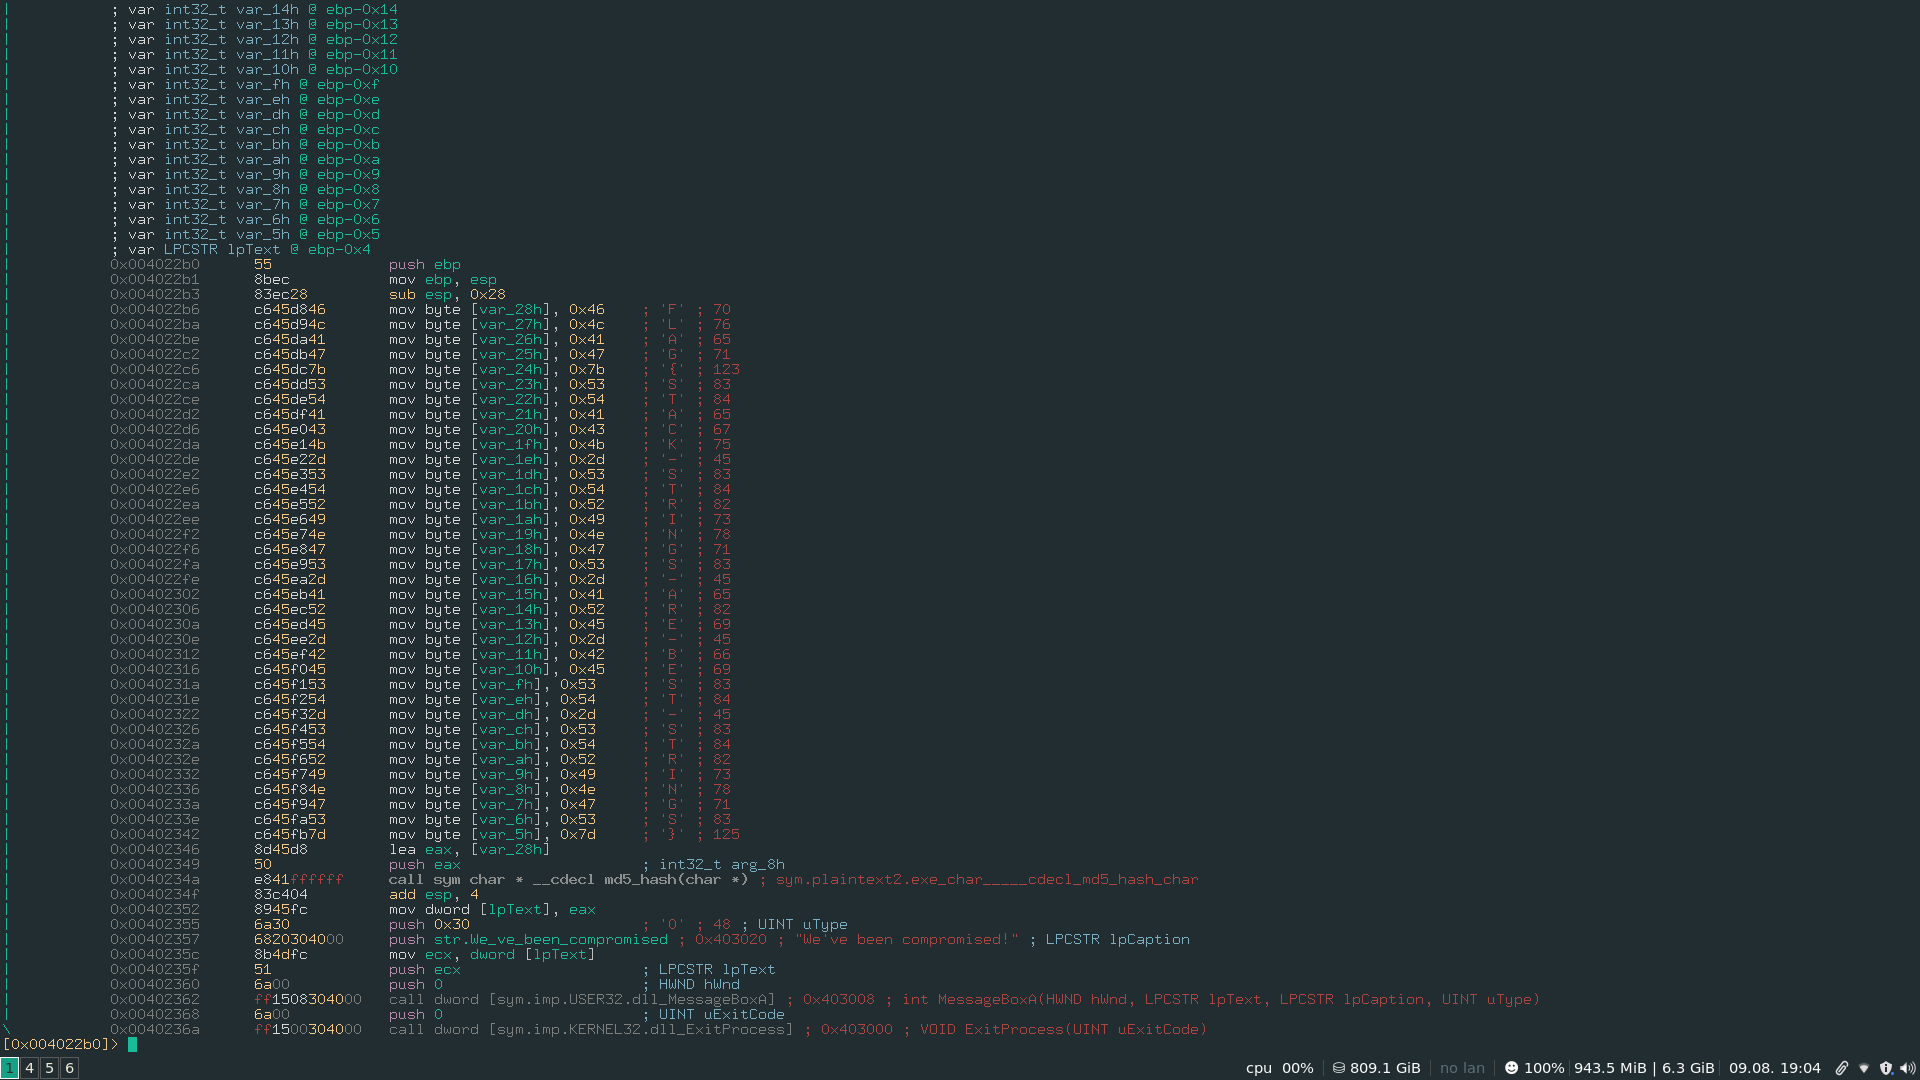 ; var int32_t var_14h @ ebp-0x14
; var int32_t var_13h @ ebp-0x13
; var int32_t var_12h @ ebp-0x12
; var int32_t var_11h @ ebp-0x11
; var int32_t var_10h @ ebp-0x10
; var int32_t var_fh @ ebp-0xf
; var int32_t var_eh @ ebp-0xe
; var int32_t var_dh @ ebp-0xd
; var int32_t var_ch @ ebp-0xc
; var int32_t var_bh @ ebp-0xb
; var int32_t var_ah @ ebp-0xa
; var int32_t var_9h @ ebp-0x9
; var int32_t var_8h @ ebp-0x8
; var int32_t var_7h @ ebp-0x7
; var int32_t var_6h @ ebp-0x6
; var int32_t var_5h @ ebp-0x5
; var LPCSTR lpText @ ebp-0x4
0x004022b0 55 push ebp
0x004022b1 8bec mov ebp, esp
0x004022b3 83ec28 sub esp, 0x28
0x004022b6 c645d846 mov byte [var_28h], 0x46 ; 'F' ; 70
0x004022ba c645d94c mov byte [var_27h], 0x4c ; 'L' ; 76
0x004022be c645da41 mov byte [var_26h], 0x41 ; 'A' ; 65
0x004022c2 c645db47 mov byte [var_25h], 0x47 ; 'G' ; 71
0x004022c6 c645dc7b mov byte [var_24h], 0x7b ; '{' ; 123
0x004022ca c645dd53 mov byte [var_23h], 0x53 ; 'S' ; 83
0x004022ce c645de54 mov byte [var_22h], 0x54 ; 'T' ; 84
0x004022d2 c645df41 mov byte [var_21h], 0x41 ; 'A' ; 65
0x004022d6 c645e043 mov byte [var_20h], 0x43 ; 'C' ; 67
0x004022da c645e14b mov byte [var_1fh], 0x4b ; 'K' ; 75
0x004022de c645e22d mov byte [var_1eh], 0x2d ; '-' ; 45
0x004022e2 c645e353 mov byte [var_1dh], 0x53 ; 'S' ; 83
0x004022e6 c645e454 mov byte [var_1ch], 0x54 ; 'T' ; 84
0x004022ea c645e552 mov byte [var_1bh], 0x52 ; 'R' ; 82
0x004022ee c645e649 mov byte [var_1ah], 0x49 ; 'I' ; 73
0x004022f2 c645e74e mov byte [var_19h], 0x4e ; 'N' ; 78
0x004022f6 c645e847 mov byte [var_18h], 0x47 ; 'G' ; 71
0x004022fa c645e953 mov byte [var_17h], 0x53 ; 'S' ; 83
0x004022fe c645ea2d mov byte [var_16h], 0x2d ; '-' ; 45
0x00402302 c645eb41 mov byte [var_15h], 0x41 ; 'A' ; 65
0x00402306 c645ec52 mov byte [var_14h], 0x52 ; 'R' ; 82
0x0040230a c645ed45 mov byte [var_13h], 0x45 ; 'E' ; 69
0x0040230e c645ee2d mov byte [var_12h], 0x2d ; '-' ; 45
0x00402312 c645ef42 mov byte [var_11h], 0x42 ; 'B' ; 66
0x00402316 c645f045 mov byte [var_10h], 0x45 ; 'E' ; 69
0x0040231a c645f153 mov byte [var_fh], 0x53 ; 'S' ; 83
0x0040231e c645f254 mov byte [var_eh], 0x54 ; 'T' ; 84
0x00402322 c645f32d mov byte [var_dh], 0x2d ; '-' ; 45
0x00402326 c645f453 mov byte [var_ch], 0x53 ; 'S' ; 83
0x0040232a c645f554 mov byte [var_bh], 0x54 ; 'T' ; 84
0x0040232e c645f652 mov byte [var_ah], 0x52 ; 'R' ; 82
0x00402332 c645f749 mov byte [var_9h], 0x49 ; 'I' ; 73
0x00402336 c645f84e mov byte [var_8h], 0x4e ; 'N' ; 78
0x0040233a c645f947 mov byte [var_7h], 0x47 ; 'G' ; 71
0x0040233e c645fa53 mov byte [var_6h], 0x53 ; 'S' ; 83
0x00402342 c645fb7d mov byte [var_5h], 0x7d ; '}' ; 125
0x00402346 8d45d8 lea eax, [var_28h]
0x00402349 50 push eax ; int32_t arg_8h
0x0040234a e841ffffff call sym char * __cdecl md5_hash(char *) ; sym.plaintext2.exe_char_____cdecl_md5_hash_char
0x0040234f 83c404 add esp, 4
0x00402352 8945fc mov dword [lpText], eax
0x00402355 6a30 push 0x30 ; '0' ; 48 ; UINT uType
0x00402357 6820304000 push str.We_ve_been_compromised ; 0x403020 ; "We've been compromised!" ; LPCSTR lpCaption
0x0040235c 8b4dfc mov ecx, dword [lpText]
0x0040235f 51 push ecx ; LPCSTR lpText
0x00402360 6a00 push 0 ; HWND hWnd
0x00402362 ff1508304000 call dword [sym.imp.USER32.dll_MessageBoxA] ; 0x403008 ; int MessageBoxA(HWND hWnd, LPCSTR lpText, LPCSTR lpCaption, UINT uType)
0x00402368 6a00 push 0 ; UINT uExitCode
0x0040236a ff1500304000 call dword [sym.imp.KERNEL32.dll_ExitProcess] ; 0x403000 ; VOID ExitProcess(UINT uExitCode)
[0x004022b0]>
1 4 5 6 cpu 00% 809.1 GiB no lan 100% 943.5 MiB | 6.3 GiB 09.08. 19:04